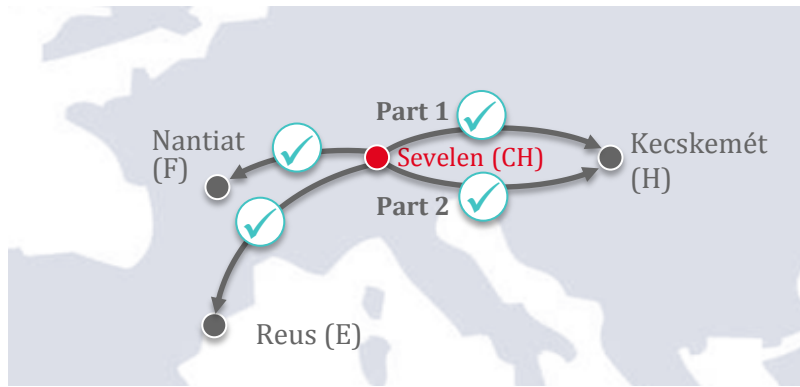 Part 1
Nantiat
(F)
Sevelen (CH)
Kecskemét
(H)
Part 2
Reus (E)